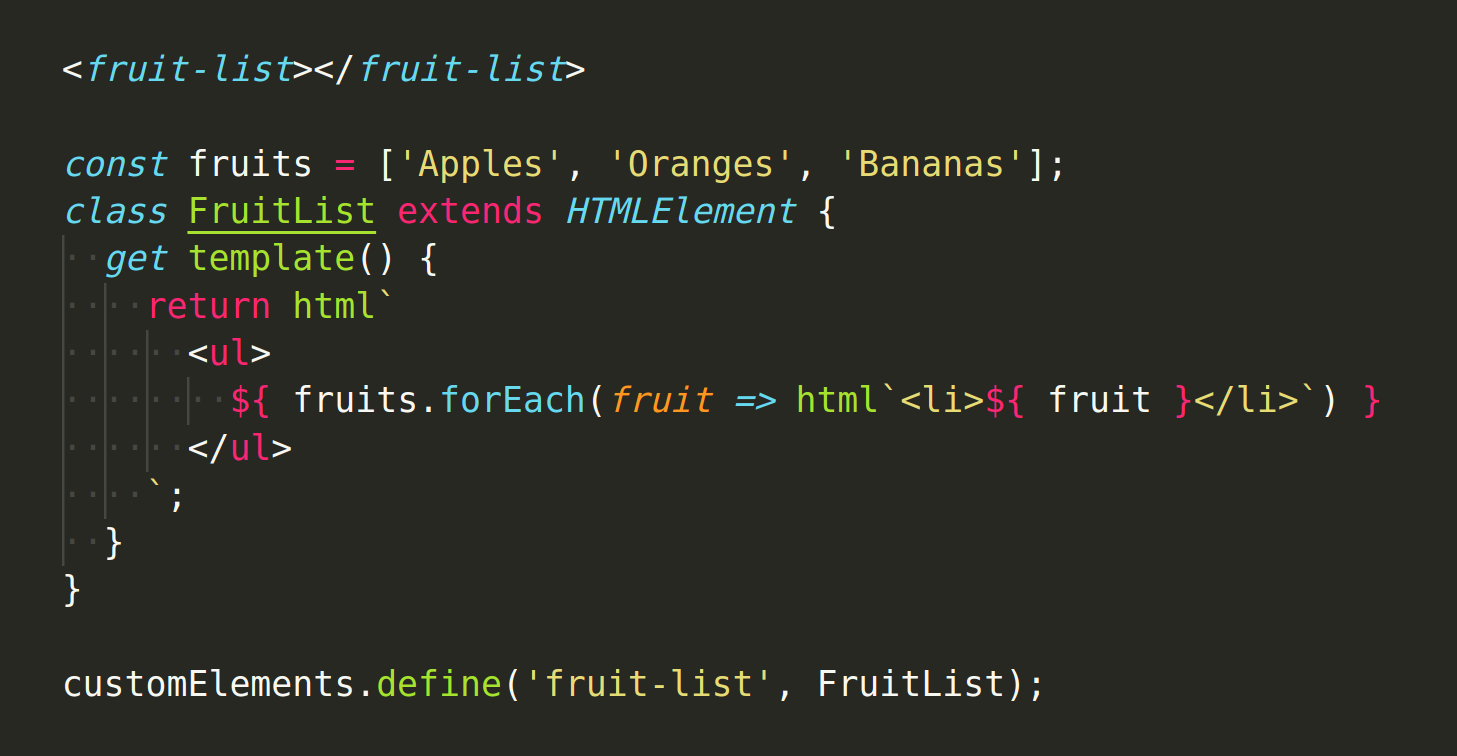 <fruit-list></fruit-list>
const fruits = ['Apples', 'Oranges', 'Bananas'];
class FruitList extends HTMLElement {
  get template() {
    return html`
      <ul>
        ${ fruits.forEach(fruit => html`<li>${ fruit }</li>`) }
      </ul>
    `;
  }
}
customElements.define('fruit-list', FruitList);